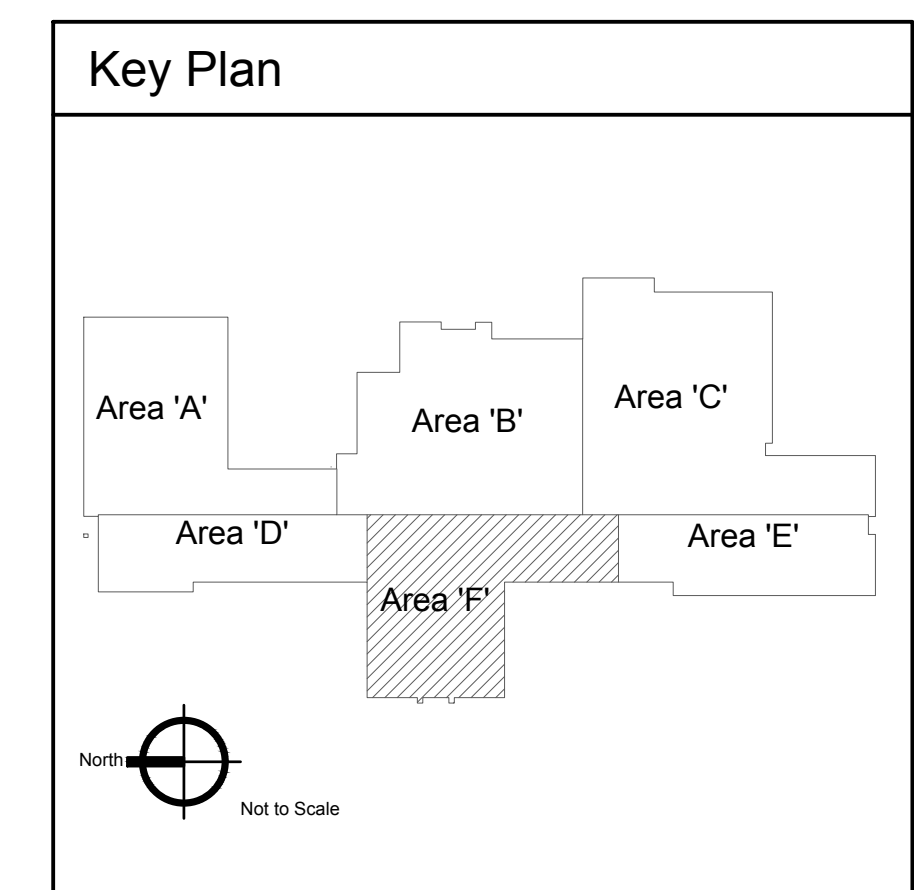 Key Plan
Area 'A'
Area 'B'
Area 'C'
Area 'D'
Area 'E'
Area 'F'
North
Not to Scale